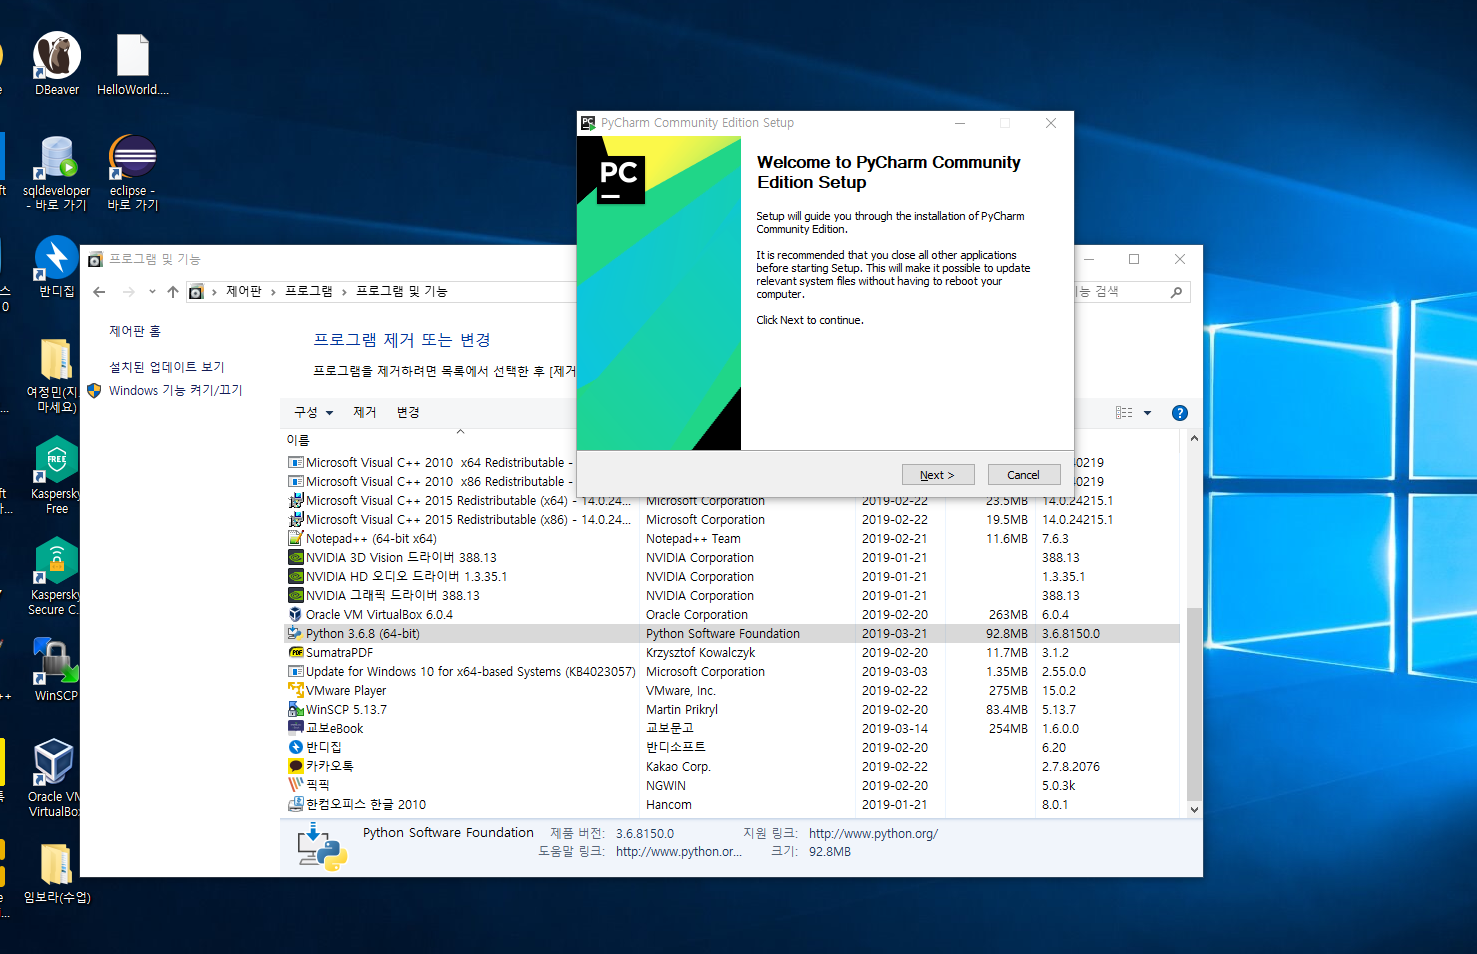 DBeaver
HelloWorld....
sqldeveloper
- 바로 가기
eclipse -
바로 가기
반디집
여정민(지
마세요)
FREE
Kaspersky
Free
Kaspersky
Secure C...
WinSCP
Oracle VM
VirtualBox
임보라(수업)
PyCharm Community Edition Setup
PC
Welcome to PyCharm Community
Edition Setup
Setup will guide you through the installation of PyCharm
Community Edition.
It is recommended that you close all other applications
before starting Setup. This will make it possible to update
relevant system files without having to reboot your
computer.
Click Next to continue.
Next >
Cancel
프로그램 및 기능
제어판 > 프로그램 > 프로그램 및 기능
능 검색
제어판 홈
설치된 업데이트 보기
Windows 기능 켜기/끄기
프로그램 제거 또는 변경
프로그램을 제거하려면 목록에서 선택한 후 [제거
구성 제거 변경
이름
Microsoft Visual C++ 2010 x64 Redistributable - 40219
Microsoft Visual C++ 2010 x86 Redistributable - 40219
Microsoft Visual C++ 2015 Redistributable (x64) - 14.0.24... Microsoft Corporation 2019-02-22 23.5MB 14.0.24215.1
Microsoft Visual C++ 2015 Redistributable (x86) - 14.0.24... Microsoft Corporation 2019-02-22 19.5MB 14.0.24215.1
Notepad++ (64-bit x64) Notepad++ Team 2019-02-21 11.6MB 7.6.3
NVIDIA 3D Vision 드라이버 388.13 NVIDIA Corporation 2019-01-21 388.13
NVIDIA HD 오디오 드라이버 1.3.35.1 NVIDIA Corporation 2019-01-21 1.3.35.1
NVIDIA 그래픽 드라이버 388.13 NVIDIA Corporation 2019-01-21 388.13
Oracle VM VirtualBox 6.0.4 Oracle Corporation 2019-02-20 263MB 6.0.4
Python 3.6.8 (64-bit) Python Software Foundation 2019-03-21 92.8MB 3.6.8150.0
SumatraPDF Krzysztof Kowalczyk 2019-02-20 11.7MB 3.1.2
Update for Windows 10 for x64-based Systems (KB4023057) Microsoft Corporation 2019-03-03 1.35MB 2.55.0.0
VMware Player VMware, Inc. 2019-02-22 275MB 15.0.2
WinSCP 5.13.7 Martin Prikryl 2019-02-20 83.4MB 5.13.7
교보eBook 교보문고 2019-03-14 254MB 1.6.0.0
반디집 반디소프트 2019-02-20 6.20
카카오톡 Kakao Corp. 2019-02-22 2.7.8.2076
픽픽 NGWIN 2019-02-20 5.0.3k
한컴오피스 한글 2010 Hancom 2019-01-21 8.0.1
Python Software Foundation 제품 버전: 3.6.8150.0 지원 링크: http://www.python.org/
도움말 링크: http://www.python.or... 크기: 92.8MB